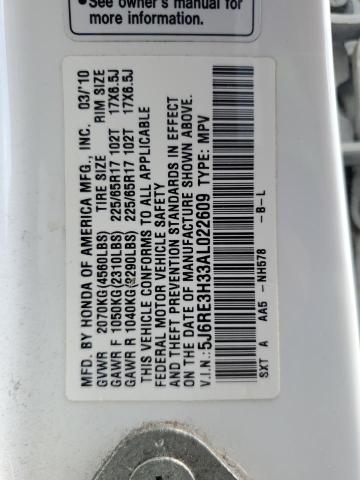 See owner's manual for more information.
MFD. BY HONDA OF AMERICA MFG., INC. 03/'10
GVWR 2070KG(4560LBS) TIRE SIZE RIM SIZE
GAWR F 1050KG(2310LBS) 225/65R17 102T 17X6.5J
GAWR R 1040KG(2290LBS) 225/65R17 102T 17X6.5J
THIS VEHICLE CONFORMS TO ALL APPLICABLE
FEDERAL MOTOR VEHICLE SAFETY
AND THEFT PREVENTION STANDARDS IN EFFECT
ON THE DATE OF MANUFACTURE SHOWN ABOVE.
V.I.N.: 5J6RE3H33AL022609 TYPE: MPV
SXT A AA5 - NH578 - B - L